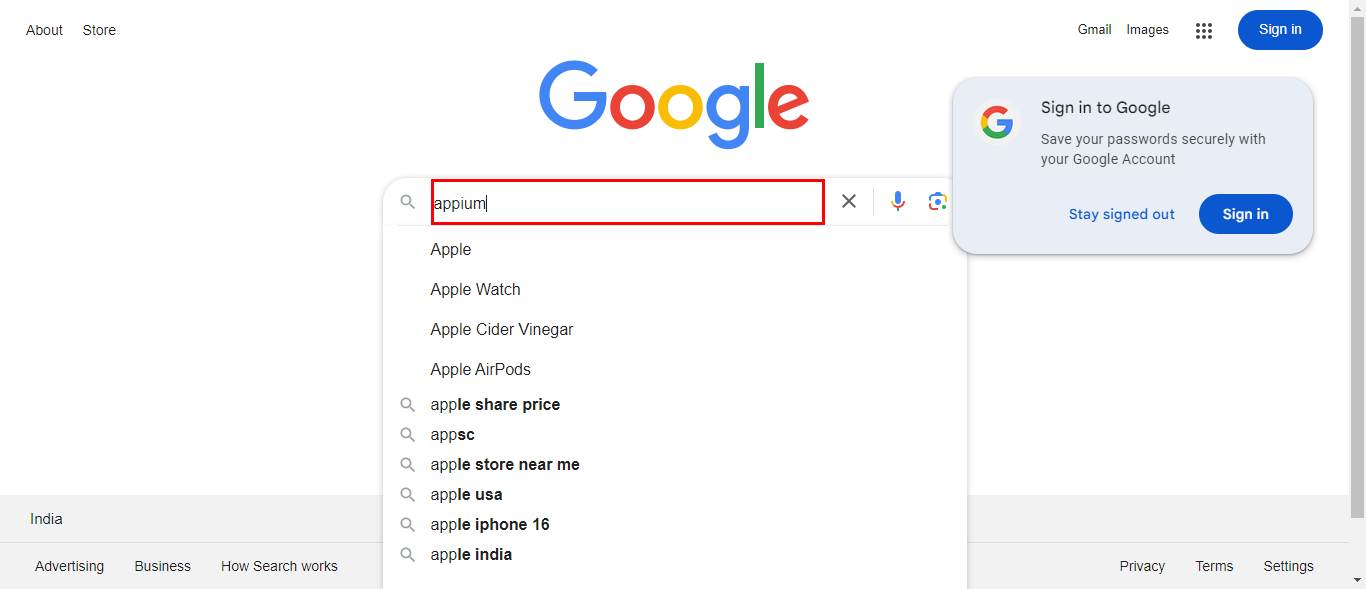 About Store
Gmail Images
Sign in
Google
Sign in to Google
Save your passwords securely with
your Google Account
Stay signed out
Sign in
appium
Apple
Apple Watch
Apple Cider Vinegar
Apple AirPods
apple share price
appsc
apple store near me
apple usa
apple iphone 16
apple india
India
Advertising Business How Search works
Privacy Terms Settings